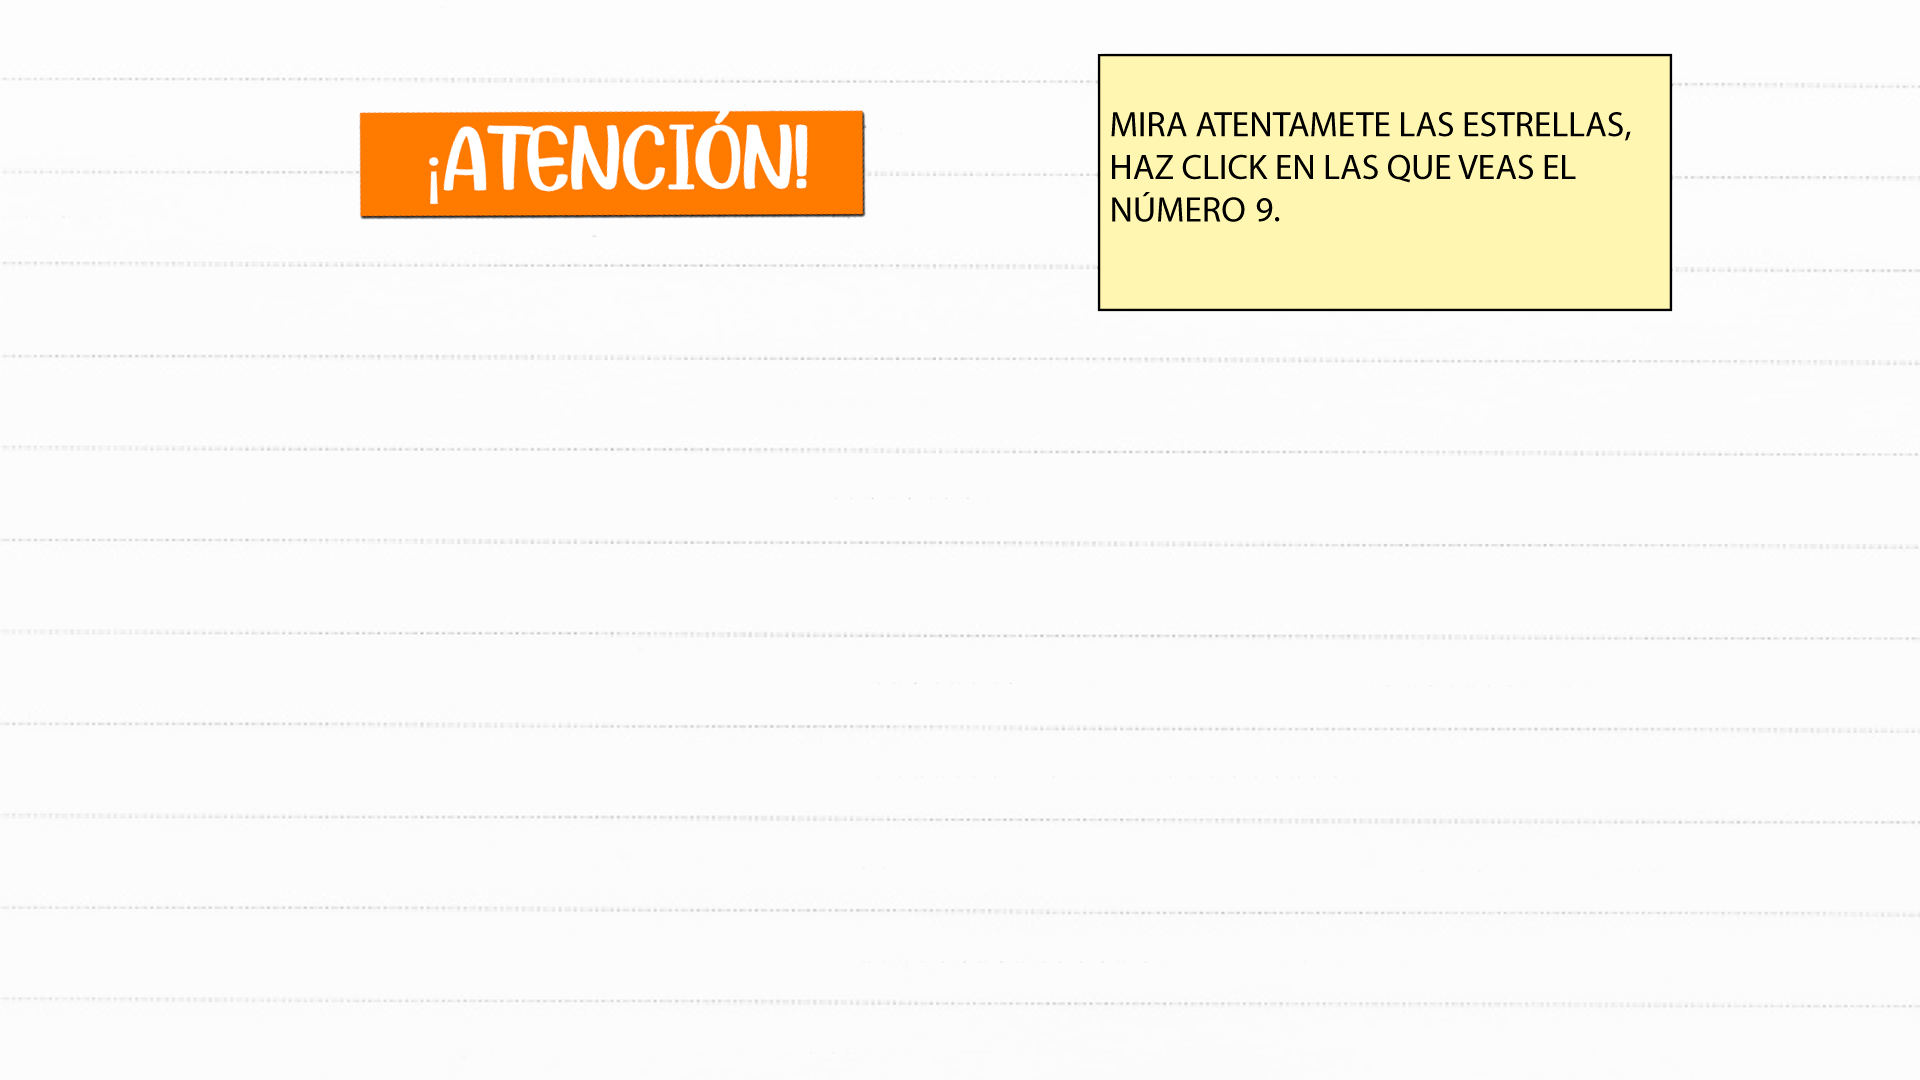 ¡ATENCIÓN!
MIRA ATENTAMETE LAS ESTRELLAS,
HAZ CLICK EN LAS QUE VEAS EL
NÚMERO 9.